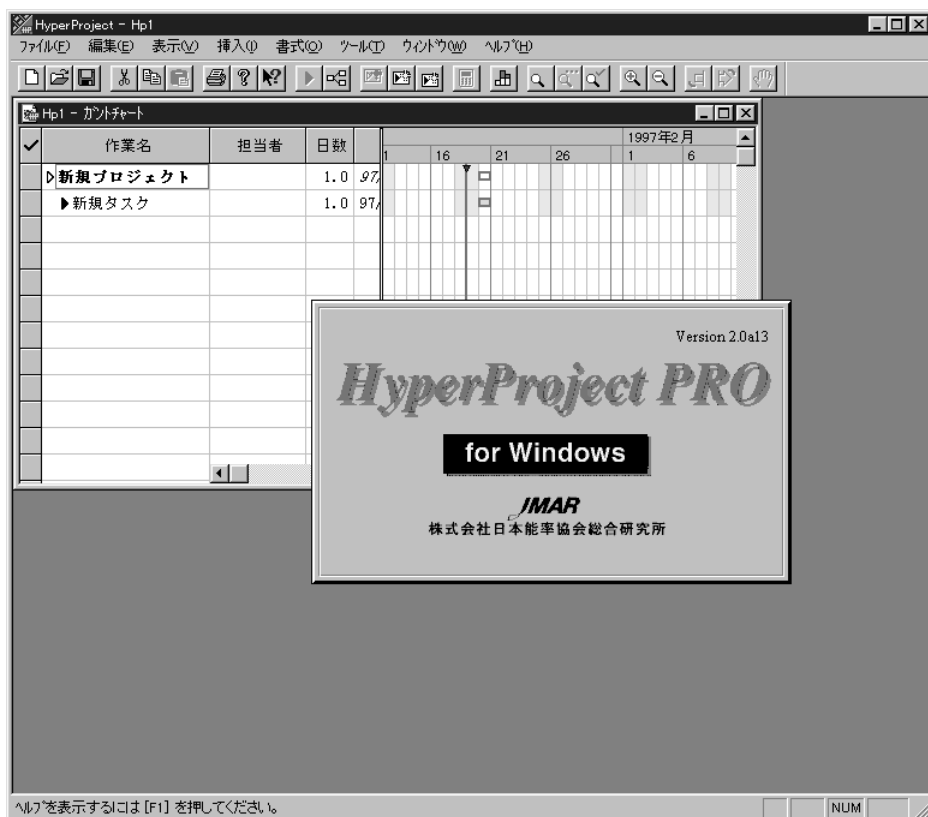 HyperProject - Hp1
ﾌｧｲﾙ(F) 編集(E) 表示(V) 挿入(I) 書式(O) ﾂｰﾙ(T) ｳｨﾝﾄﾞｳ(W) ﾍﾙﾌﾟ(H)
Hp1 - ｶﾞﾝﾄﾁｬｰﾄ
1997年2月
作業名 担当者 日数
1 16 21 26 1 6
新規プロジェクト 1.0 97/
新規タスク 1.0 97/
Version 2.0a13
HyperProject PRO
for Windows
JMAR
株式会社日本能率協会総合研究所
ﾍﾙﾌﾟを表示するには [F1] を押してください。
NUM